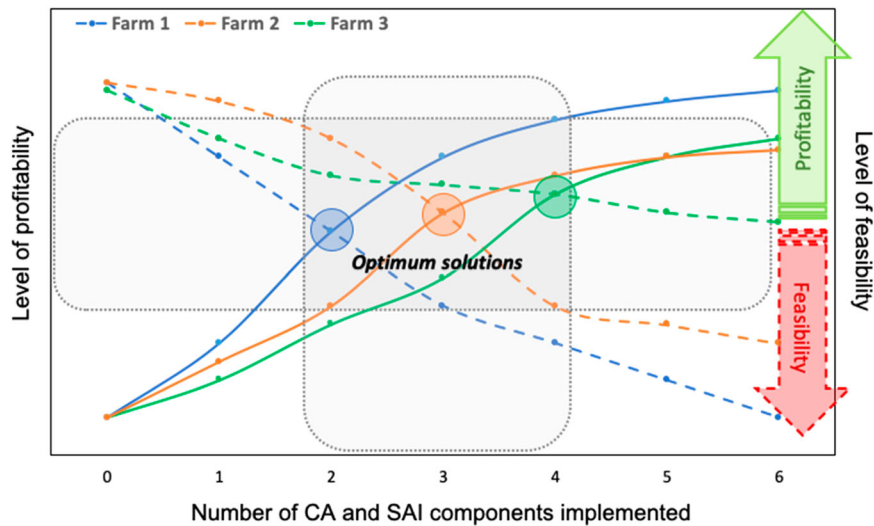 Farm 1 Farm 2 Farm 3
Level of profitability
Profitability
Level of feasibility
Optimum solutions
Feasibility
0 1 2 3 4 5 6
Number of CA and SAI components implemented